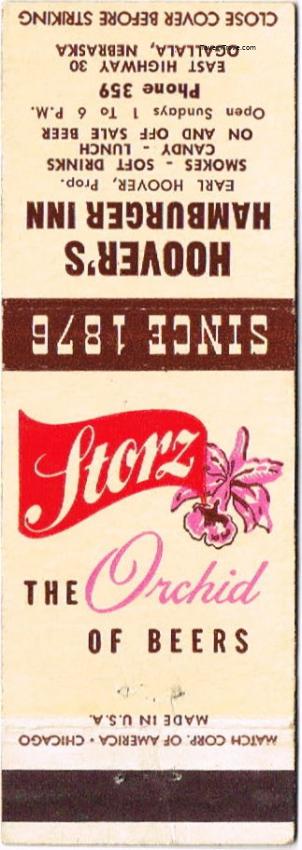 CLOSE COVER BEFORE STRIKING
OGALLALA, NEBRASKA
EAST HIGHWAY 30
Phone 359
Open Sundays 1 To 6 P.M.
ON AND OFF SALE BEER
CANDY - LUNCH
SMOKES - SOFT DRINKS
EARL HOOVER, Prop.
HAMBURGER INN
HOOVER'S
SINCE 1876
Storz
THE Orchid
OF BEERS
MADE IN U.S.A.
MATCH CORP. OF AMERICA • CHICAGO